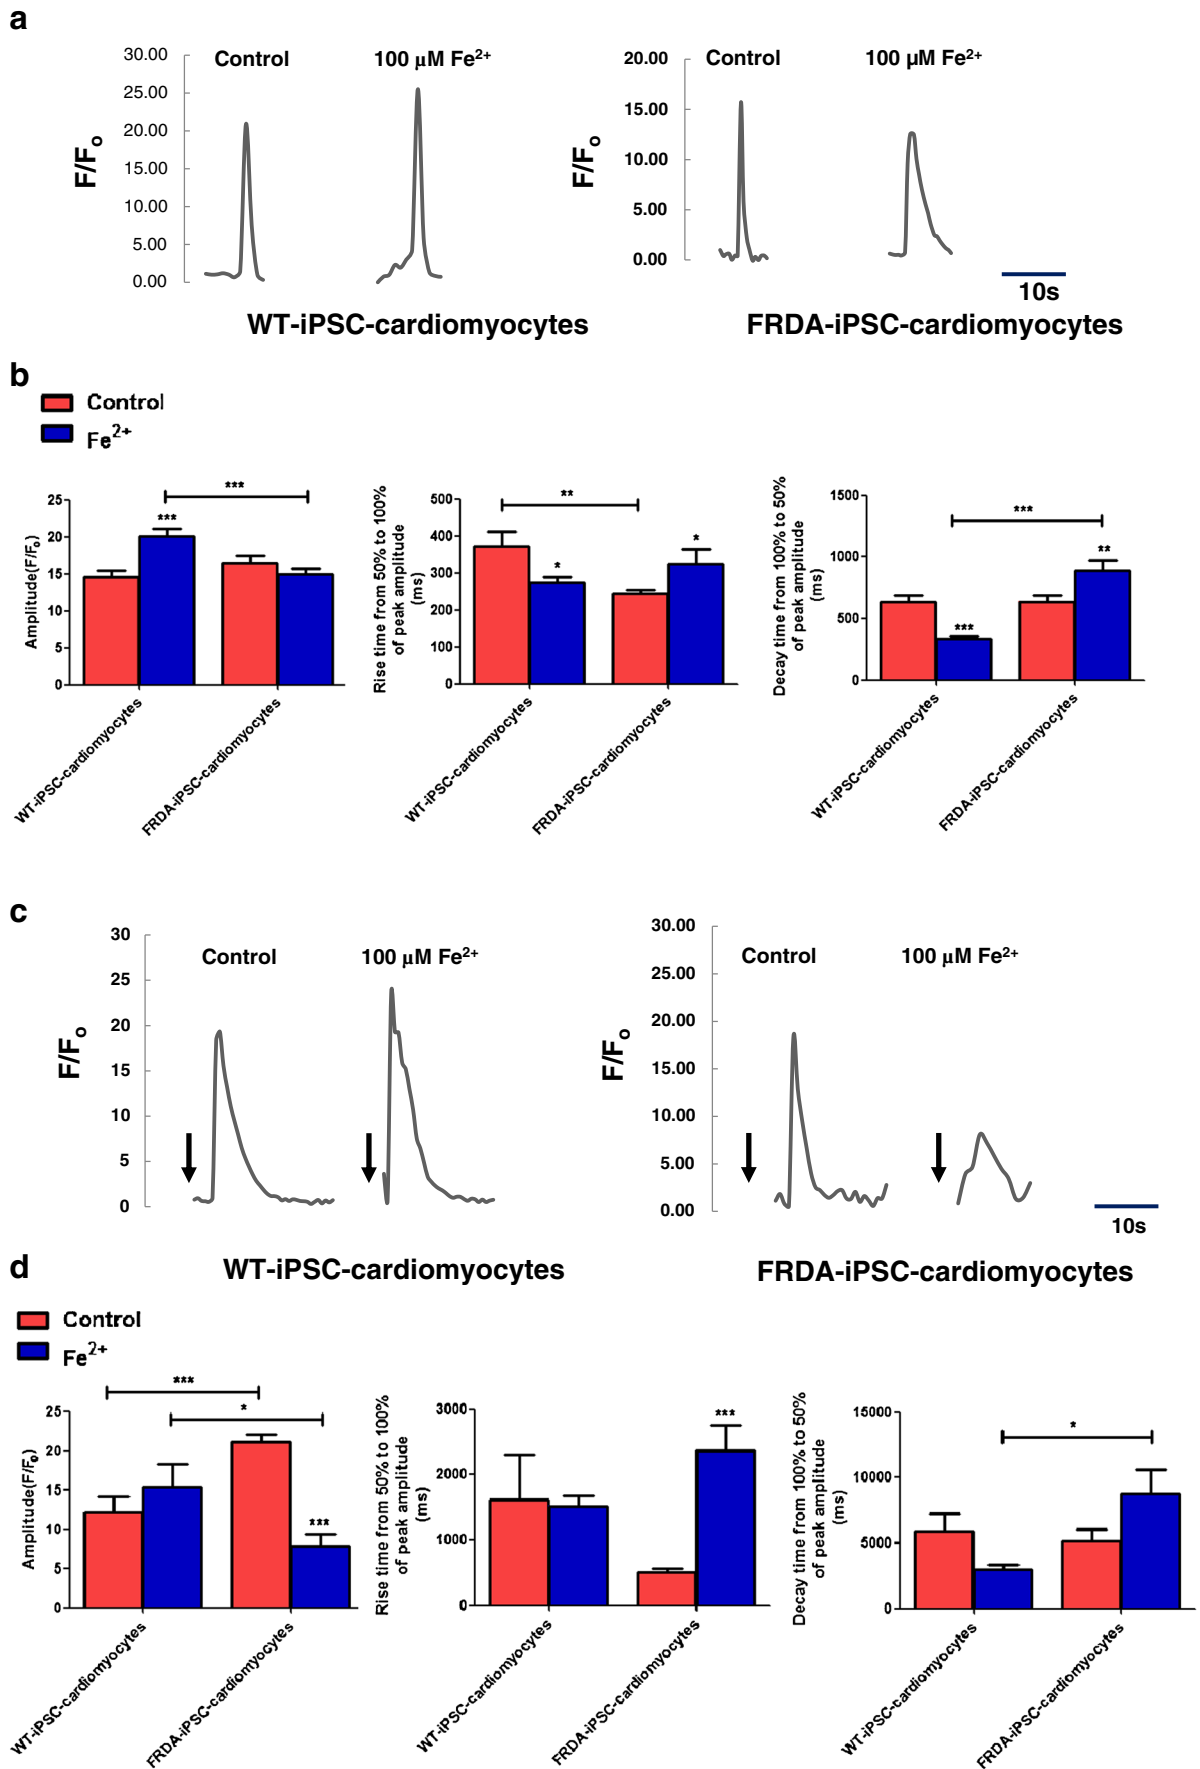 a
Control
100 µM Fe2+
30.00
25.00
20.00
15.00
10.00
5.00
0.00
F/Fo
WT-iPSC-cardiomyocytes
Control
100 µM Fe2+
20.00
15.00
10.00
5.00
0.00
F/Fo
10s
FRDA-iPSC-cardiomyocytes
b
Control
Fe2+
Amplitude(F/Fo)
25
20
15
10
5
0
***
***
WT-iPSC-cardiomyocytes
FRDA-iPSC-cardiomyocytes
Rise time from 50% to 100%
of peak amplitude
(ms)
500
400
300
200
100
0
**
*
*
WT-iPSC-cardiomyocytes
FRDA-iPSC-cardiomyocytes
Decay time from 100% to 50%
of peak amplitude
(ms)
1500
1000
500
0
***
**
***
WT-iPSC-cardiomyocytes
FRDA-iPSC-cardiomyocytes
c
Control
100 µM Fe2+
30
25
20
15
10
5
0
F/Fo
WT-iPSC-cardiomyocytes
Control
100 µM Fe2+
30.00
25.00
20.00
15.00
10.00
5.00
0.00
F/Fo
10s
FRDA-iPSC-cardiomyocytes
d
Control
Fe2+
Amplitude(F/Fo)
25
20
15
10
5
0
***
*
***
WT-iPSC-cardiomyocytes
FRDA-iPSC-cardiomyocytes
Rise time from 50% to 100%
of peak amplitude
(ms)
3000
2000
1000
0
***
WT-iPSC-cardiomyocytes
FRDA-iPSC-cardiomyocytes
Decay time from 100% to 50%
of peak amplitude
(ms)
15000
10000
5000
0
*
WT-iPSC-cardiomyocytes
FRDA-iPSC-cardiomyocytes